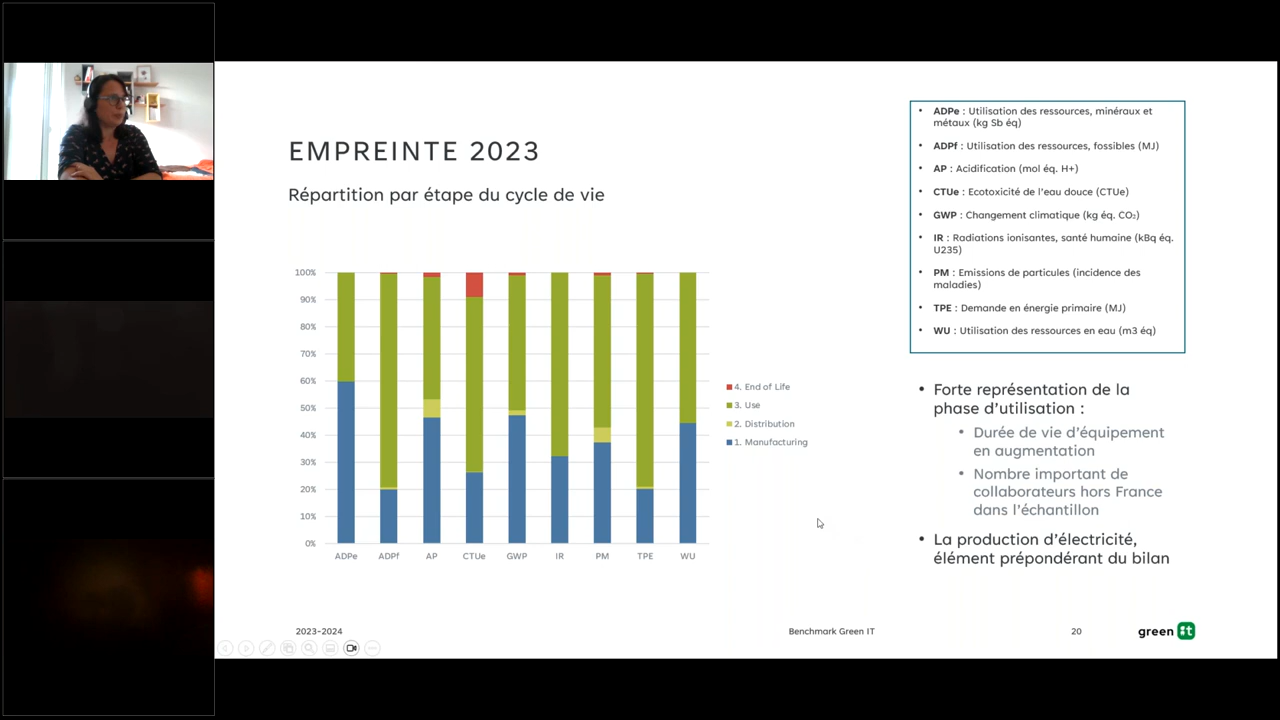 EMPREINTE 2023
Répartition par étape du cycle de vie
100%
90%
80%
70%
60%
50%
40%
30%
20%
10%
0%
ADPe ADPf AP CTUe GWP IR PM TPE WU
4. End of Life
3. Use
2. Distribution
1. Manufacturing
• ADPe : Utilisation des ressources, minéraux et
métaux (kg Sb éq)
• ADPf : Utilisation des ressources, fossibles (MJ)
• AP : Acidification (mol éq. H+)
• CTUe : Ecotoxicité de l'eau douce (CTUe)
• GWP : Changement climatique (kg éq. CO₂)
• IR : Radiations ionisantes, santé humaine (kBq éq.
U235)
• PM : Emissions de particules (incidence des
maladies)
• TPE : Demande en énergie primaire (MJ)
• WU : Utilisation des ressources en eau (m3 éq)
• Forte représentation de la
phase d'utilisation :
• Durée de vie d'équipement
en augmentation
• Nombre important de
collaborateurs hors France
dans l'échantillon
• La production d'électricité,
élément prépondérant du bilan
2023-2024
Benchmark Green IT
20
green it